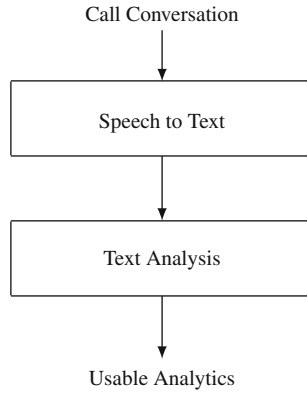 Call Conversation
Speech to Text
Text Analysis
Usable Analytics